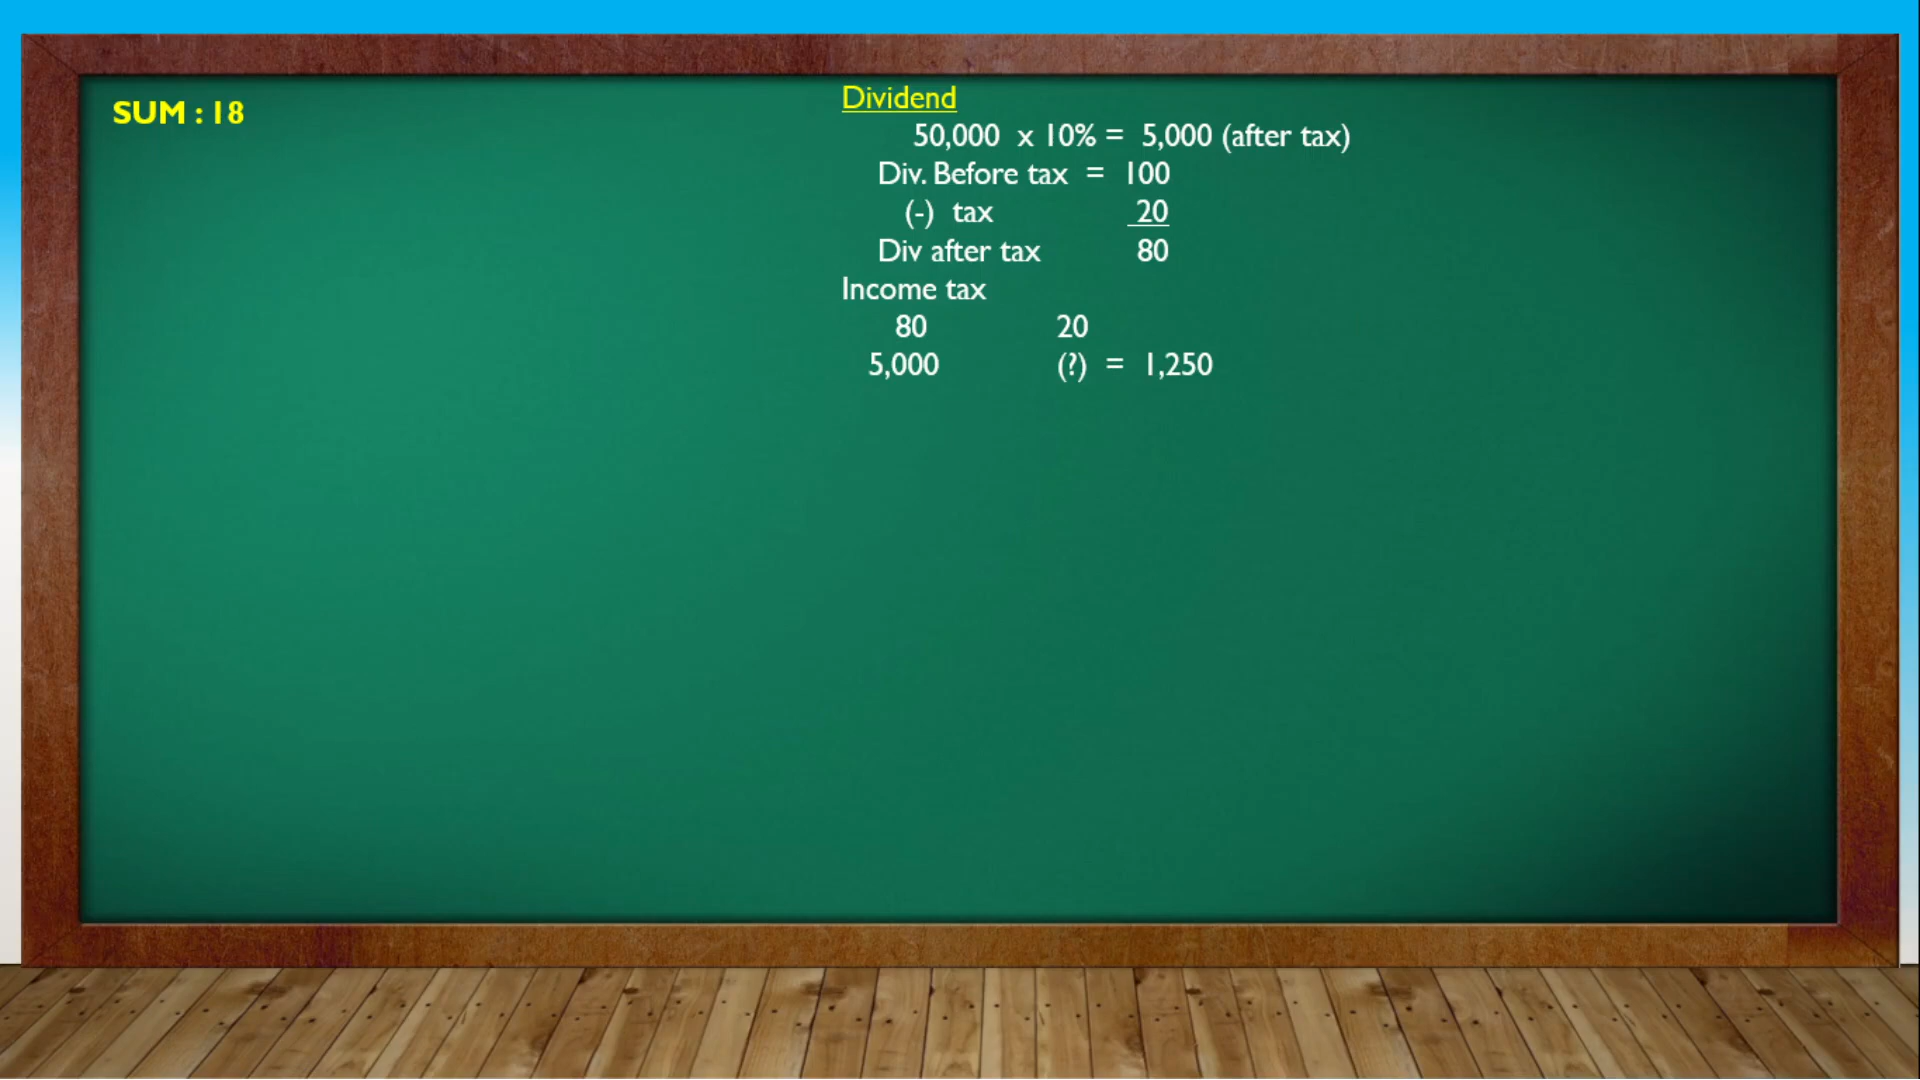 SUM : 18
Dividend
50,000 x 10% = 5,000 (after tax)
Div. Before tax = 100
(-) tax 20
Div after tax 80
Income tax
80 20
5,000 (?) = 1,250